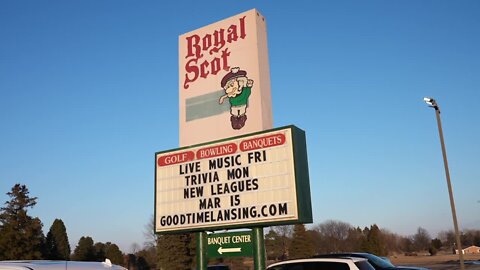 Royal
Scot
GOLF BOWLING BANQUETS
LIVE MUSIC FRI
TRIVIA MON
NEW LEAGUES
MAR 15
GOODTIMELANSING.COM
BANQUET CENTER